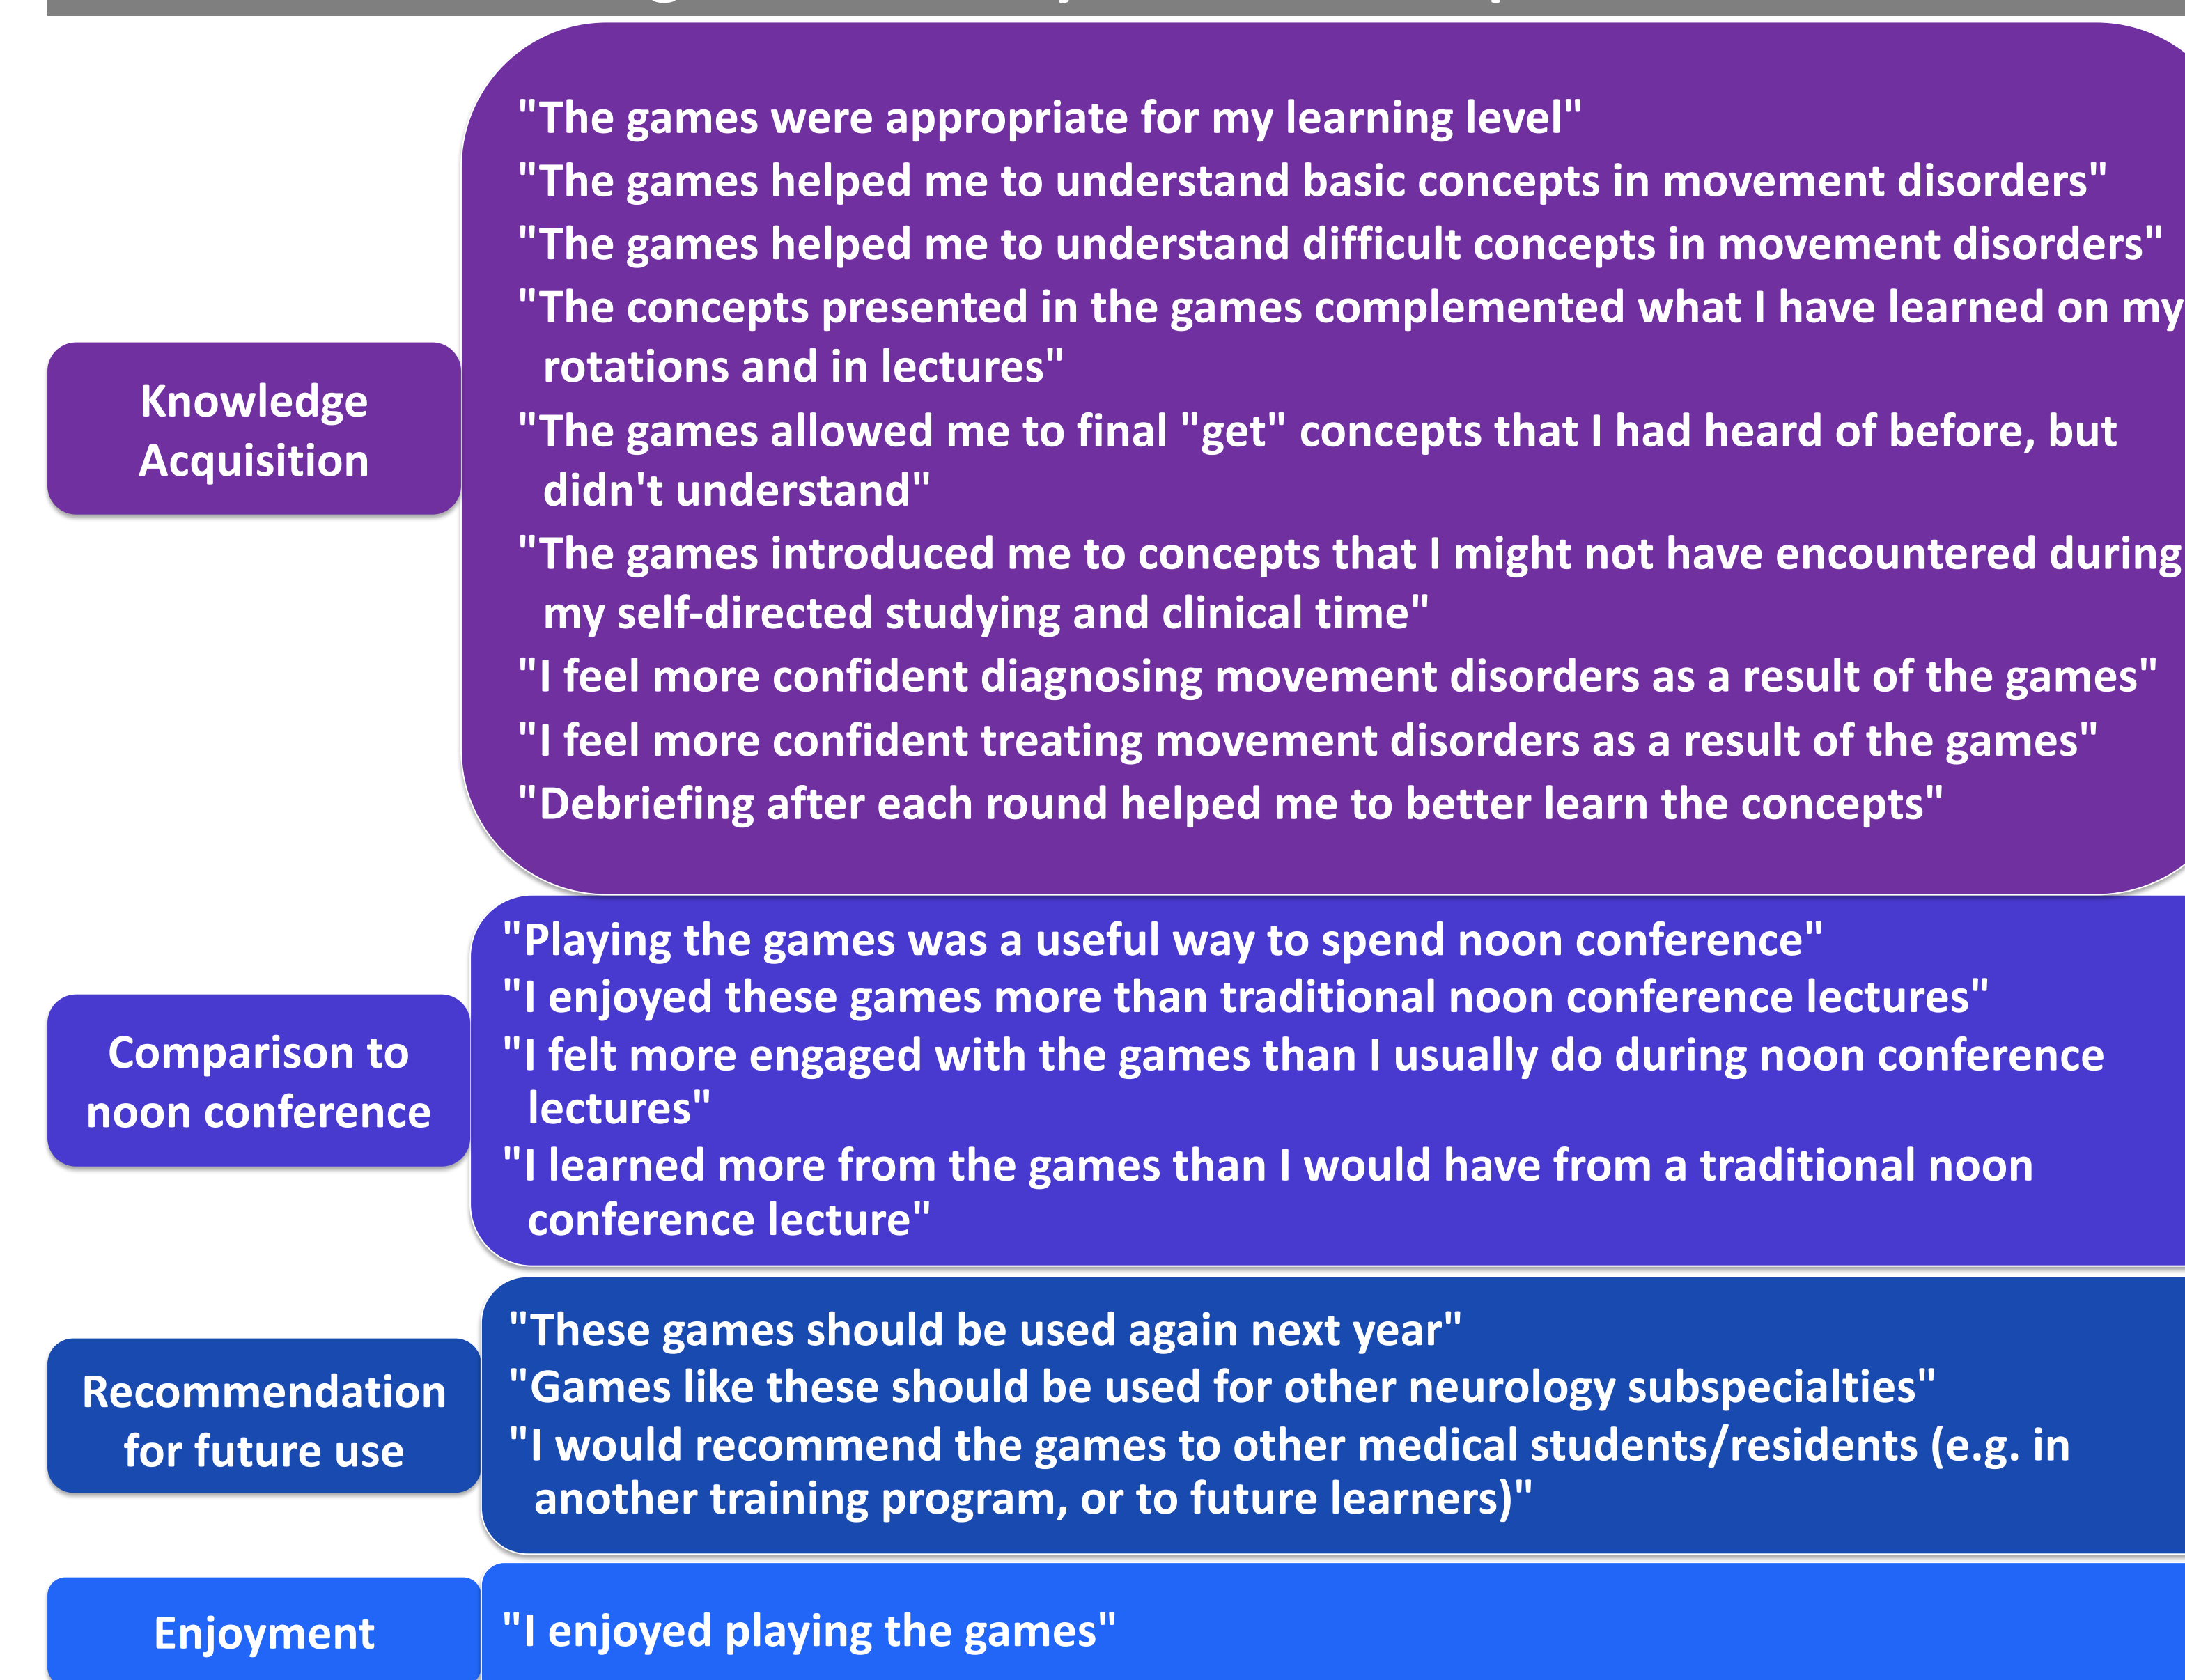 Knowledge
Acquisition
"The games were appropriate for my learning level"
"The games helped me to understand basic concepts in movement disorders"
"The games helped me to understand difficult concepts in movement disorders"
"The concepts presented in the games complemented what I have learned on my
rotations and in lectures"
"The games allowed me to final "get" concepts that I had heard of before, but
didn't understand"
"The games introduced me to concepts that I might not have encountered during
my self-directed studying and clinical time"
"I feel more confident diagnosing movement disorders as a result of the games"
"I feel more confident treating movement disorders as a result of the games"
"Debriefing after each round helped me to better learn the concepts"
Comparison to
noon conference
"Playing the games was a useful way to spend noon conference"
"I enjoyed these games more than traditional noon conference lectures"
"I felt more engaged with the games than I usually do during noon conference
lectures"
"I learned more from the games than I would have from a traditional noon
conference lecture"
Recommendation
for future use
"These games should be used again next year"
"Games like these should be used for other neurology subspecialties"
"I would recommend the games to other medical students/residents (e.g. in
another training program, or to future learners)"
Enjoyment
"I enjoyed playing the games"